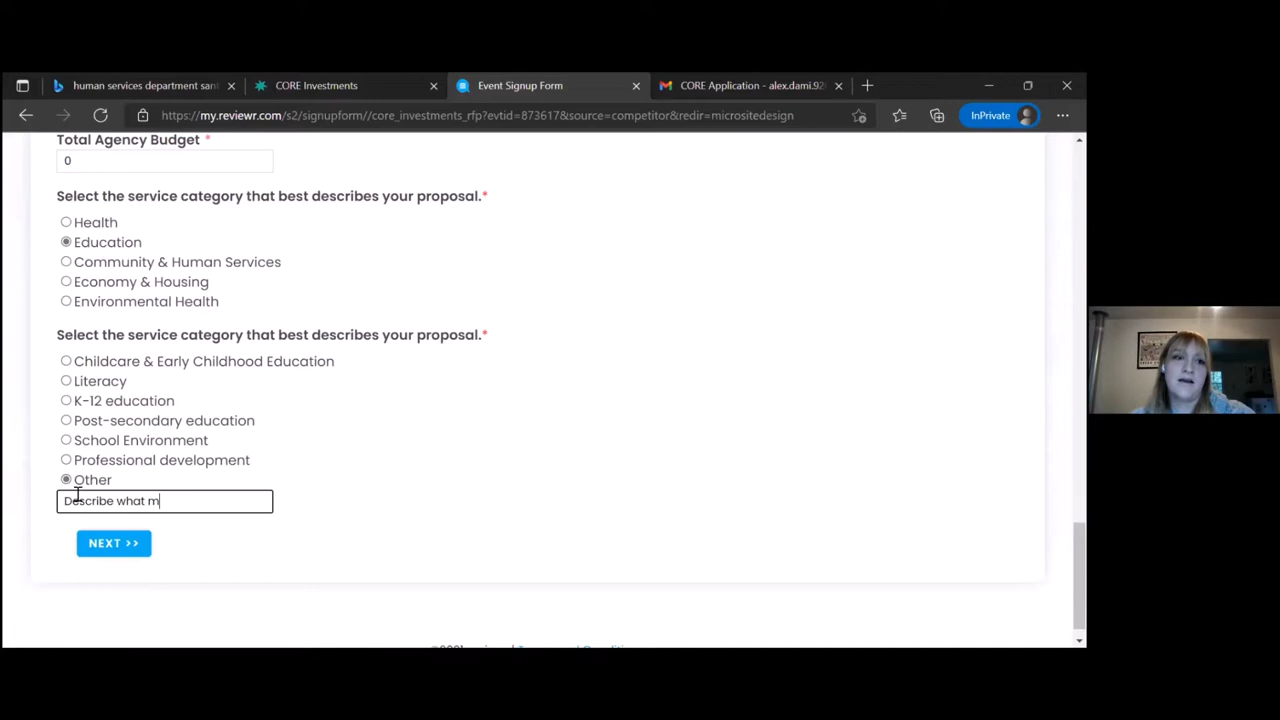 human services department sant
CORE Investments
Event Signup Form
CORE Application - alex.dami.92
https://my.reviewr.com/s2/signupform//core_investments_rfp?evtid=873617&source=competitor&redir=micrositedesign
InPrivate
Total Agency Budget *
0
Select the service category that best describes your proposal.*
Health
Education
Community & Human Services
Economy & Housing
Environmental Health
Select the service category that best describes your proposal.*
Childcare & Early Childhood Education
Literacy
K-12 education
Post-secondary education
School Environment
Professional development
Other
Describe what m
NEXT >>